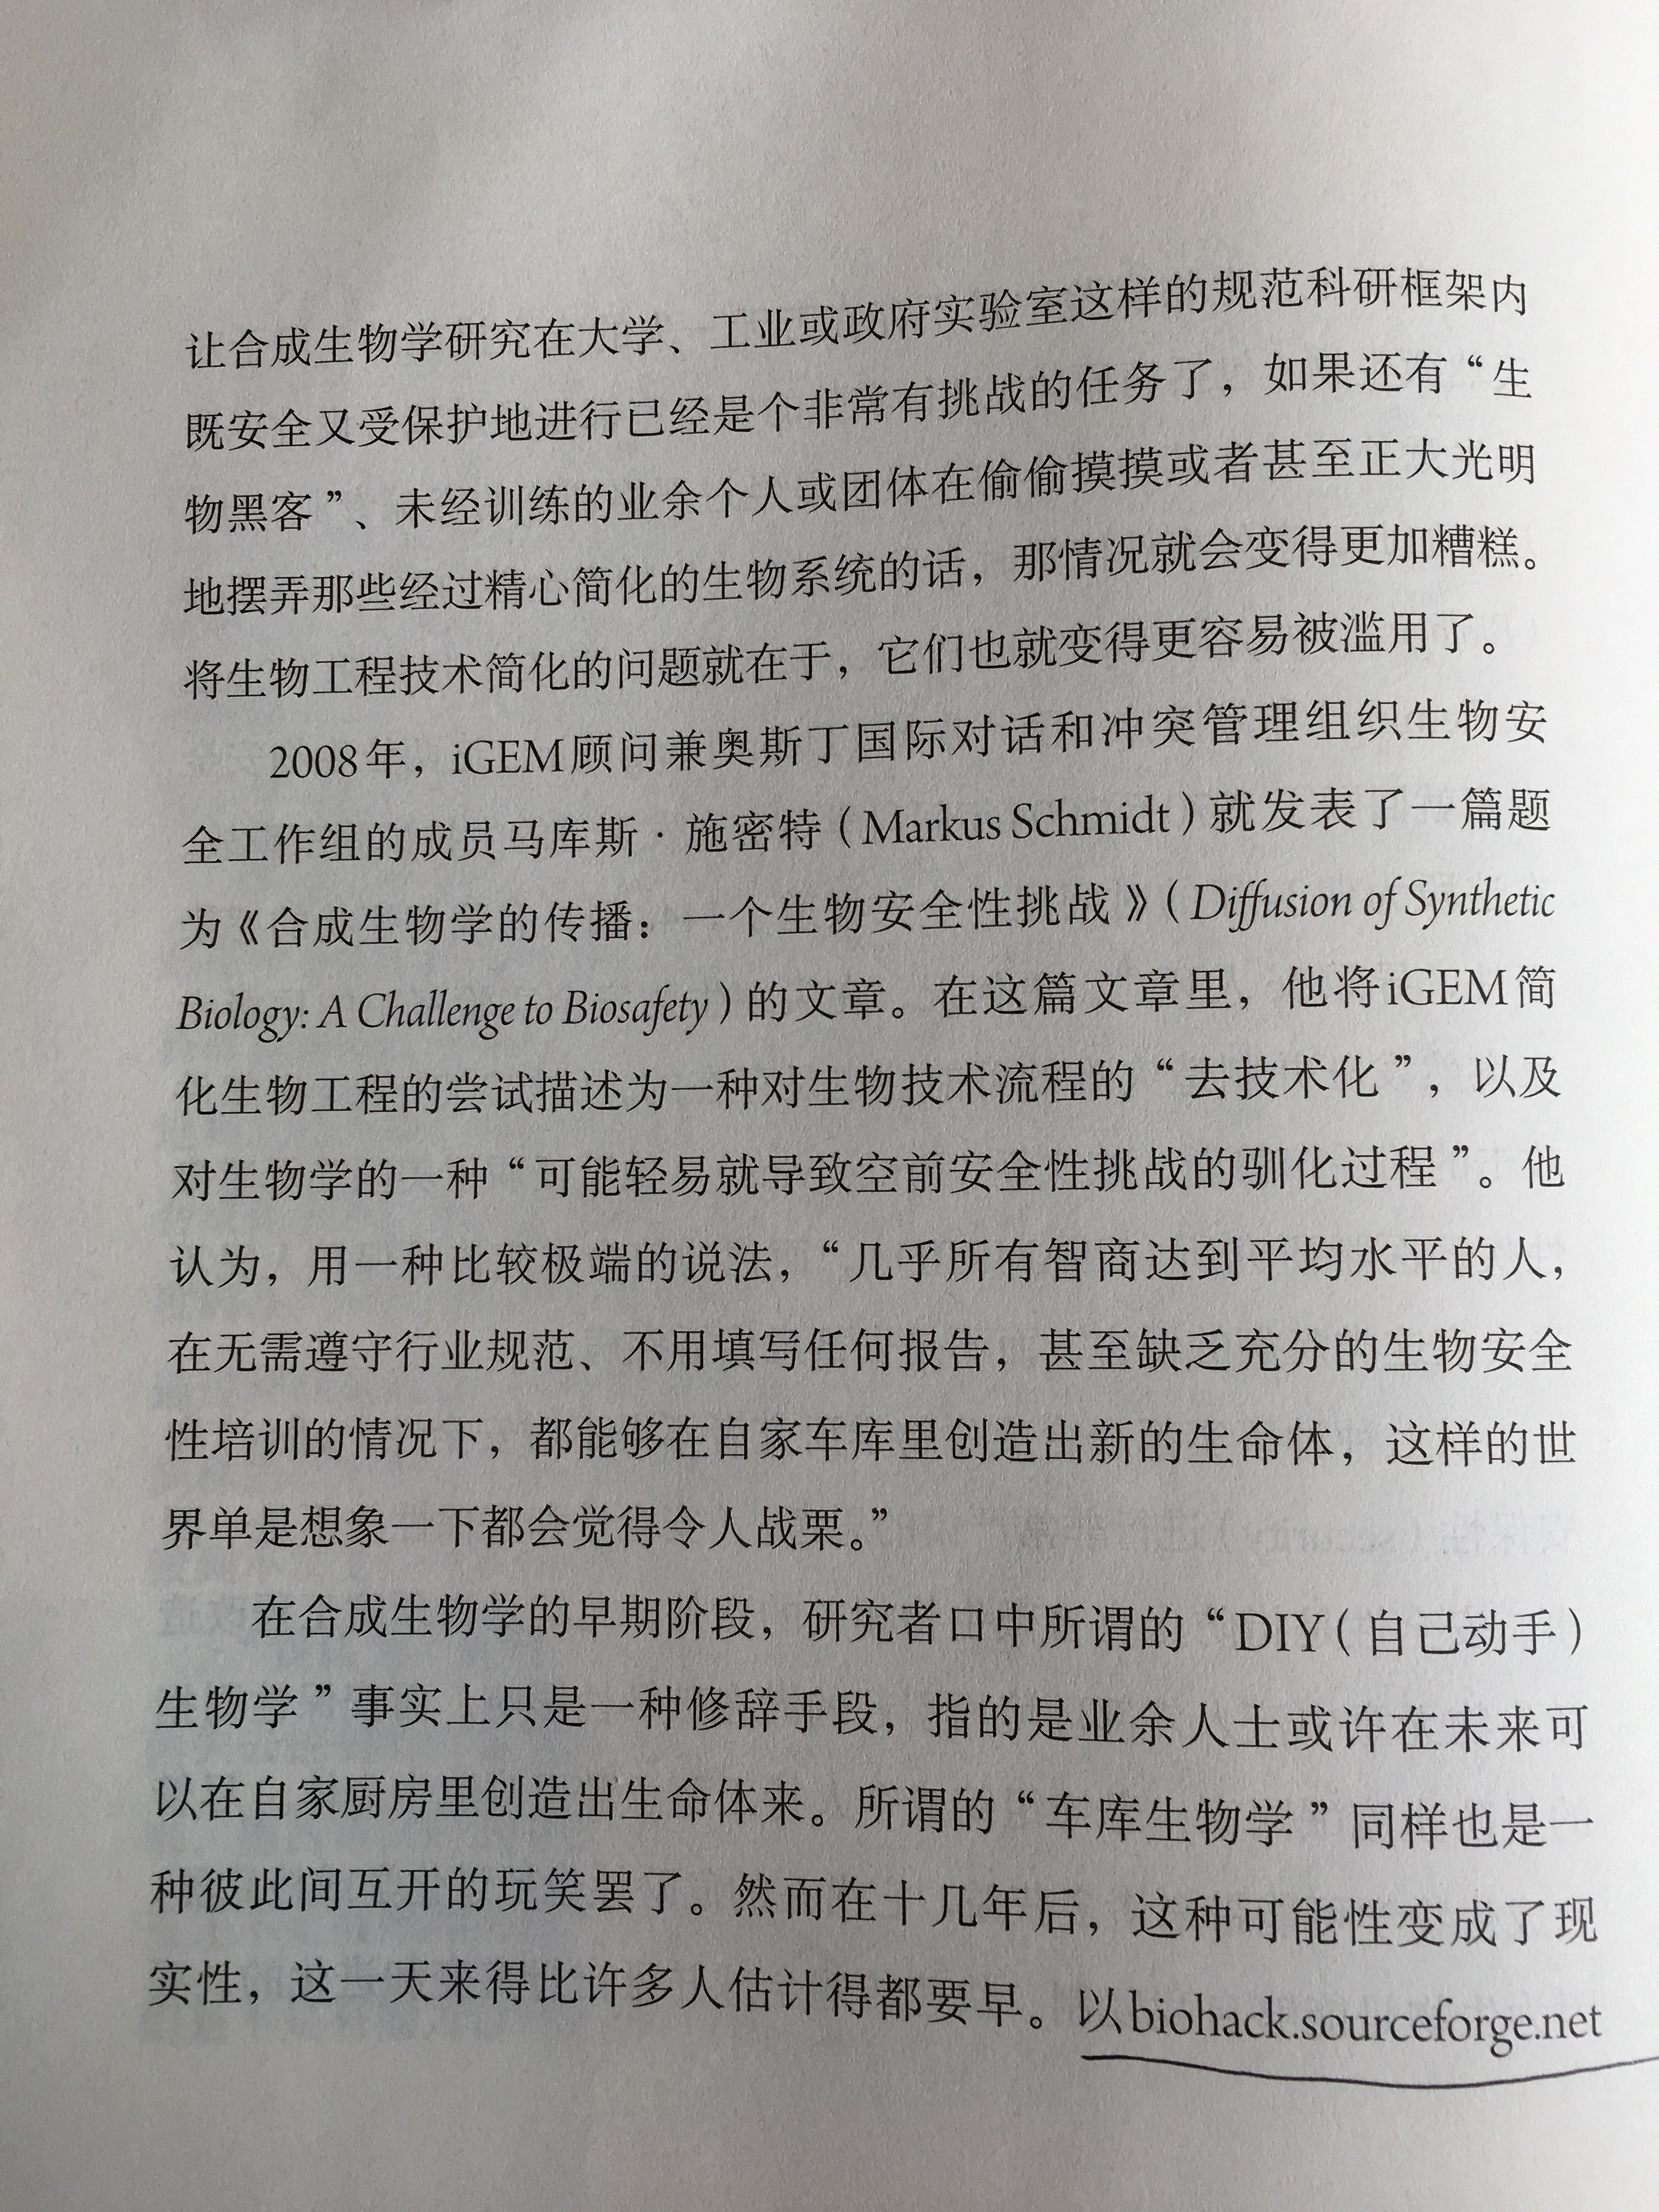 让合成生物学研究在大学、工业或政府实验室这样的规范科研框架内
既安全又受保护地进行已经是个非常有挑战的任务了，如果还有“生
物黑客”、未经训练的业余个人或团体在偷偷摸摸或者甚至正大光明
地摆弄那些经过精心简化的生物系统的话，那情况就会变得更加糟糕。
将生物工程技术简化的问题就在于，它们也就变得更容易被滥用了。
2008年，iGEM顾问兼奥斯丁国际对话和冲突管理组织生物安
全工作组的成员马库斯·施密特（Markus Schmidt）就发表了一篇题
为《合成生物学的传播：一个生物安全性挑战》（Diffusion of Synthetic
Biology: A Challenge to Biosafety）的文章。在这篇文章里，他将iGEM简
化生物工程的尝试描述为一种对生物技术流程的“去技术化”，以及
对生物学的一种“可能轻易就导致空前安全性挑战的驯化过程”。他
认为，用一种比较极端的说法，“几乎所有智商达到平均水平的人，
在无需遵守行业规范、不用填写任何报告，甚至缺乏充分的生物安全
性培训的情况下，都能够在自家车库里创造出新的生命体，这样的世
界单是想象一下都会觉得令人战栗。”
在合成生物学的早期阶段，研究者口中所谓的“DIY（自己动手）
生物学”事实上只是一种修辞手段，指的是业余人士或许在未来可
以在自家厨房里创造出生命体来。所谓的“车库生物学”同样也是一
种彼此间互开的玩笑罢了。然而在十几年后，这种可能性变成了现
实性，这一天来得比许多人估计得都要早。以biohack.sourceforge.net